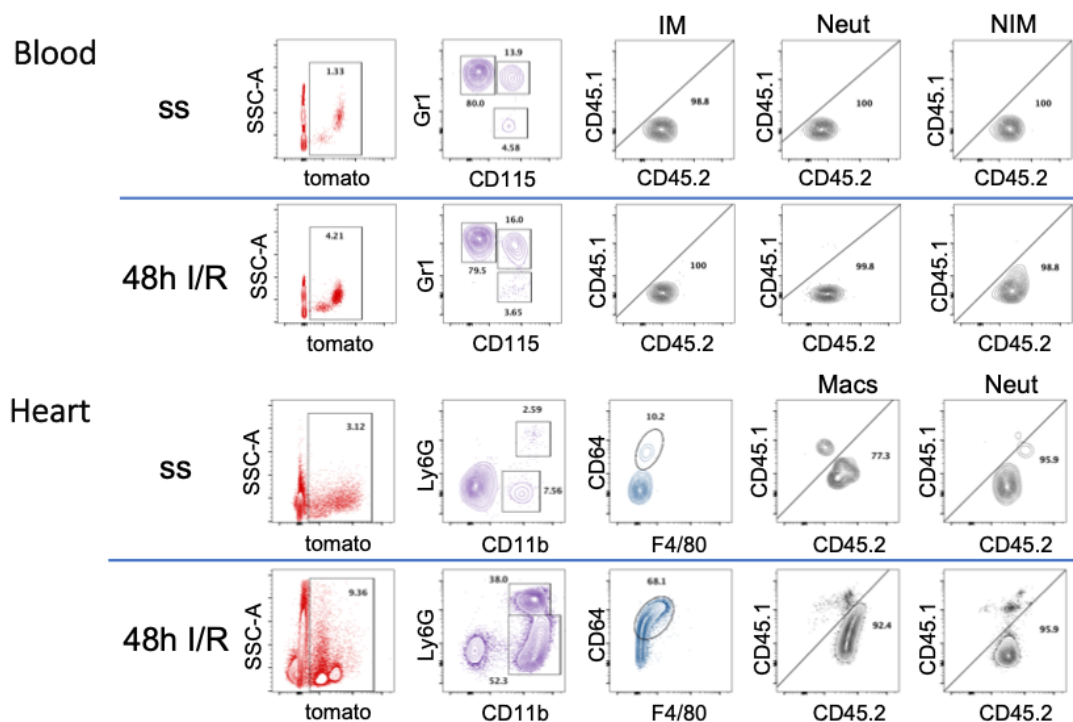 IM Neut NIM
Blood
ss
SSC-A 1.33 tomato
Gr1 13.9 80.0 4.58 CD115
CD45.1 98.8 CD45.2
CD45.1 100 CD45.2
CD45.1 100 CD45.2
48h I/R
SSC-A 4.21 tomato
Gr1 16.0 79.5 3.65 CD115
CD45.1 100 CD45.2
CD45.1 99.8 CD45.2
CD45.1 98.8 CD45.2
Macs Neut
Heart
ss
SSC-A 3.12 tomato
Ly6G 2.59 7.56 CD11b
CD64 10.2 F4/80
CD45.1 77.3 CD45.2
CD45.1 95.9 CD45.2
48h I/R
SSC-A 9.36 tomato
Ly6G 38.0 52.3 CD11b
CD64 68.1 F4/80
CD45.1 92.4 CD45.2
CD45.1 95.9 CD45.2